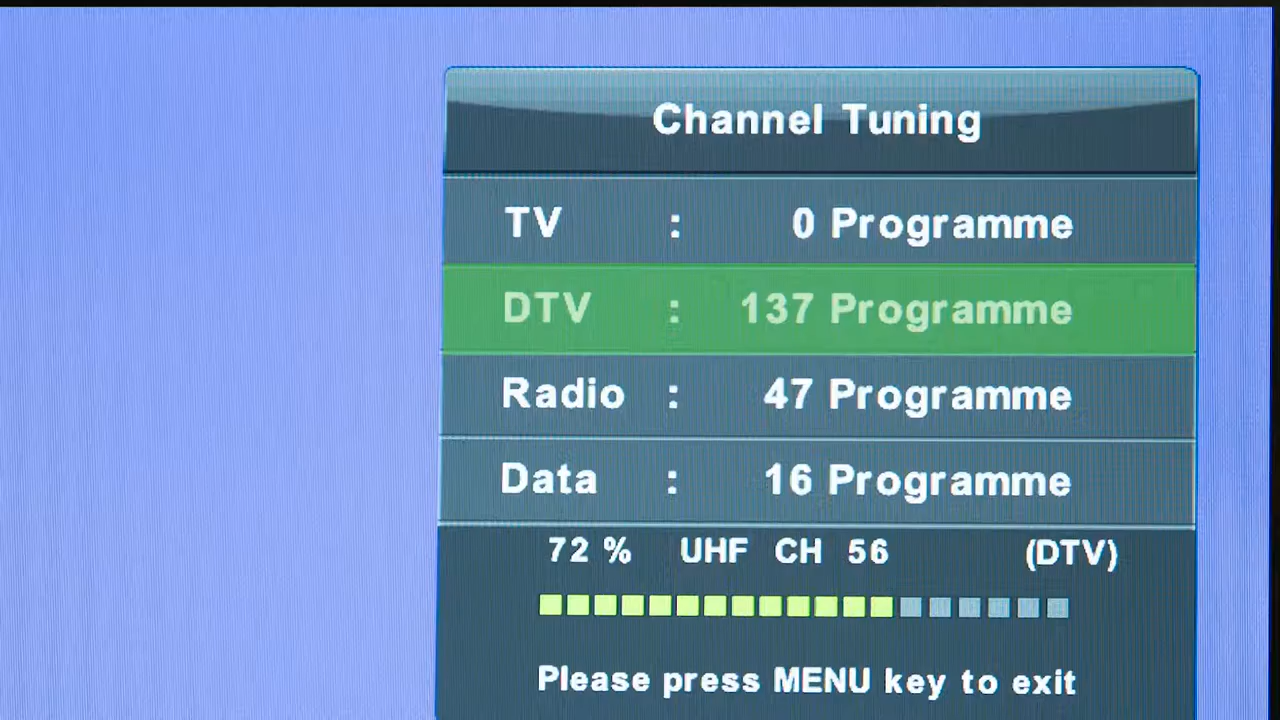 Channel Tuning
TV : 0 Programme
DTV : 137 Programme
Radio : 47 Programme
Data : 16 Programme
72 % UHF CH 56 (DTV)
Please press MENU key to exit